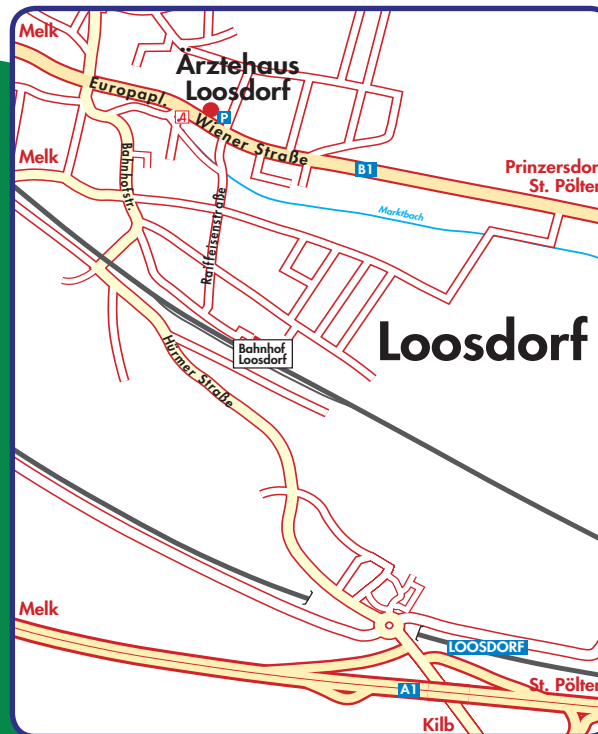 Melk
Ärztehaus
Loosdorf
Europapl.
A
P
Wiener Straße
B1
Melk
Bahnhofstr.
Prinzersdor
St. Pölten
Raiffeisenstraße
Marktbach
Loosdorf
Bahnhof
Loosdorf
Hürmer Straße
Melk
LOOSDORF
A1
St. Pölten
Kilb